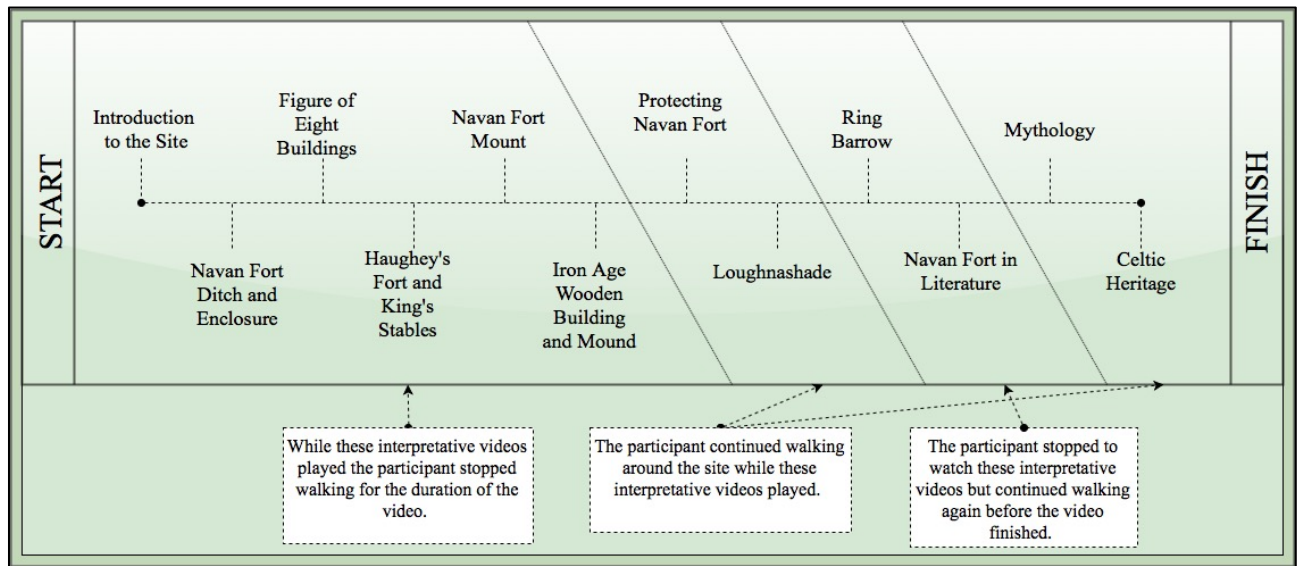 START
Introduction
to the Site
Figure of
Eight
Buildings
Navan Fort
Mount
Protecting
Navan Fort
Ring
Barrow
Mythology
Navan Fort
Ditch and
Enclosure
Haughey's
Fort and
King's
Stables
Iron Age
Wooden
Building
and Mound
Loughnashade
Navan Fort in
Literature
Celtic
Heritage
FINISH
While these interpretative videos
played the participant stopped
walking for the duration of the
video.
The participant continued walking
around the site while these
interpretative videos played.
The participant stopped to
watch these interpretative
videos but continued walking
again before the video
finished.